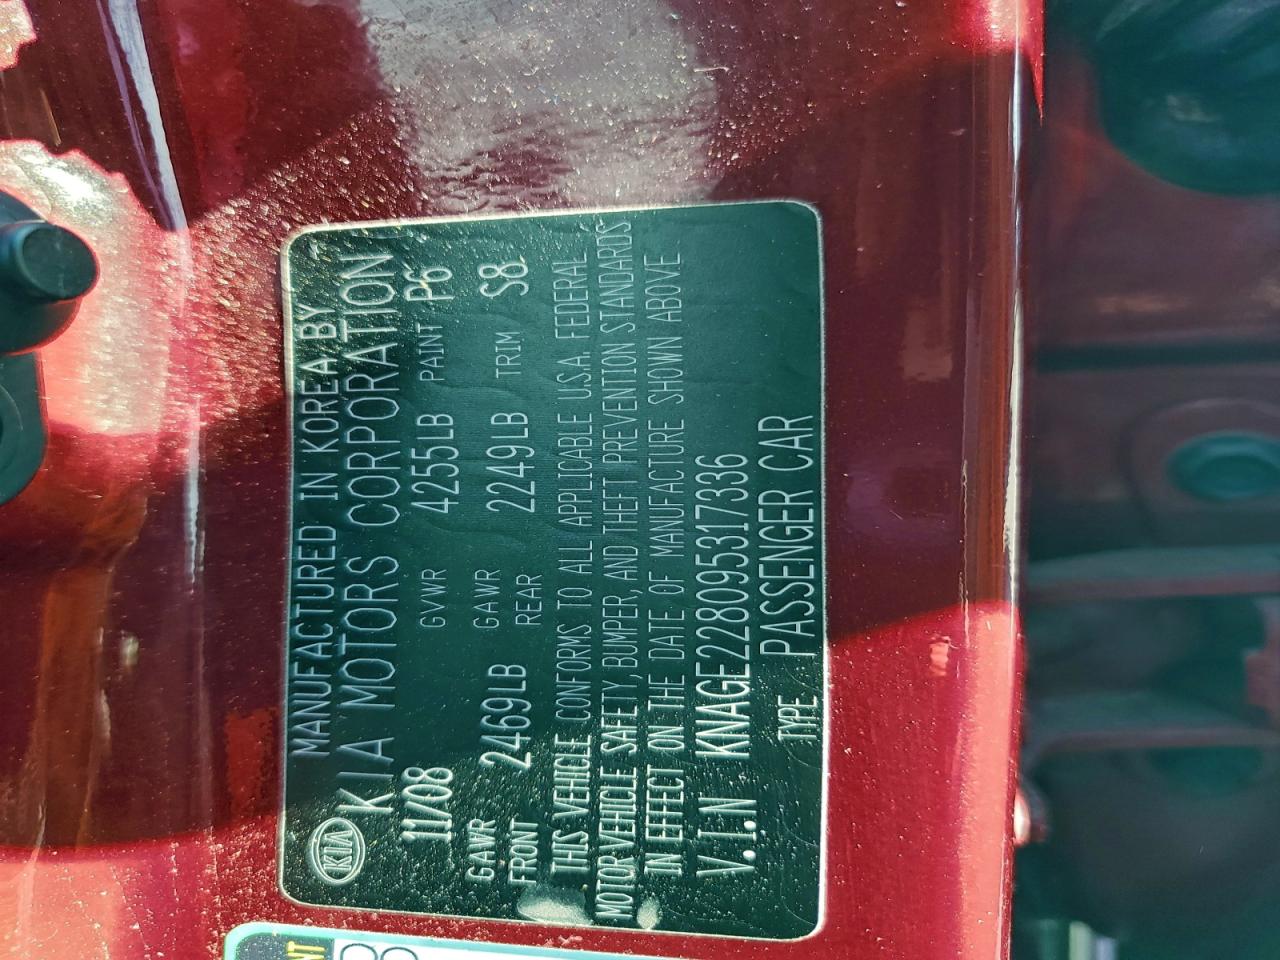 KIA
MANUFACTURED IN KOREA BY
KIA MOTORS CORPORATION
11/08 GVWR 4255LB PAINT P6
GAWR FRONT 2469LB GAWR REAR 2249LB TRIM S8
THIS VEHICLE CONFORMS TO ALL APPLICABLE U.S.A. FEDERAL
MOTOR VEHICLE SAFETY, BUMPER, AND THEFT PREVENTION STANDARDS
IN EFFECT ON THE DATE OF MANUFACTURE SHOWN ABOVE
V.I.N KNAGE228095317336
TYPE PASSENGER CAR